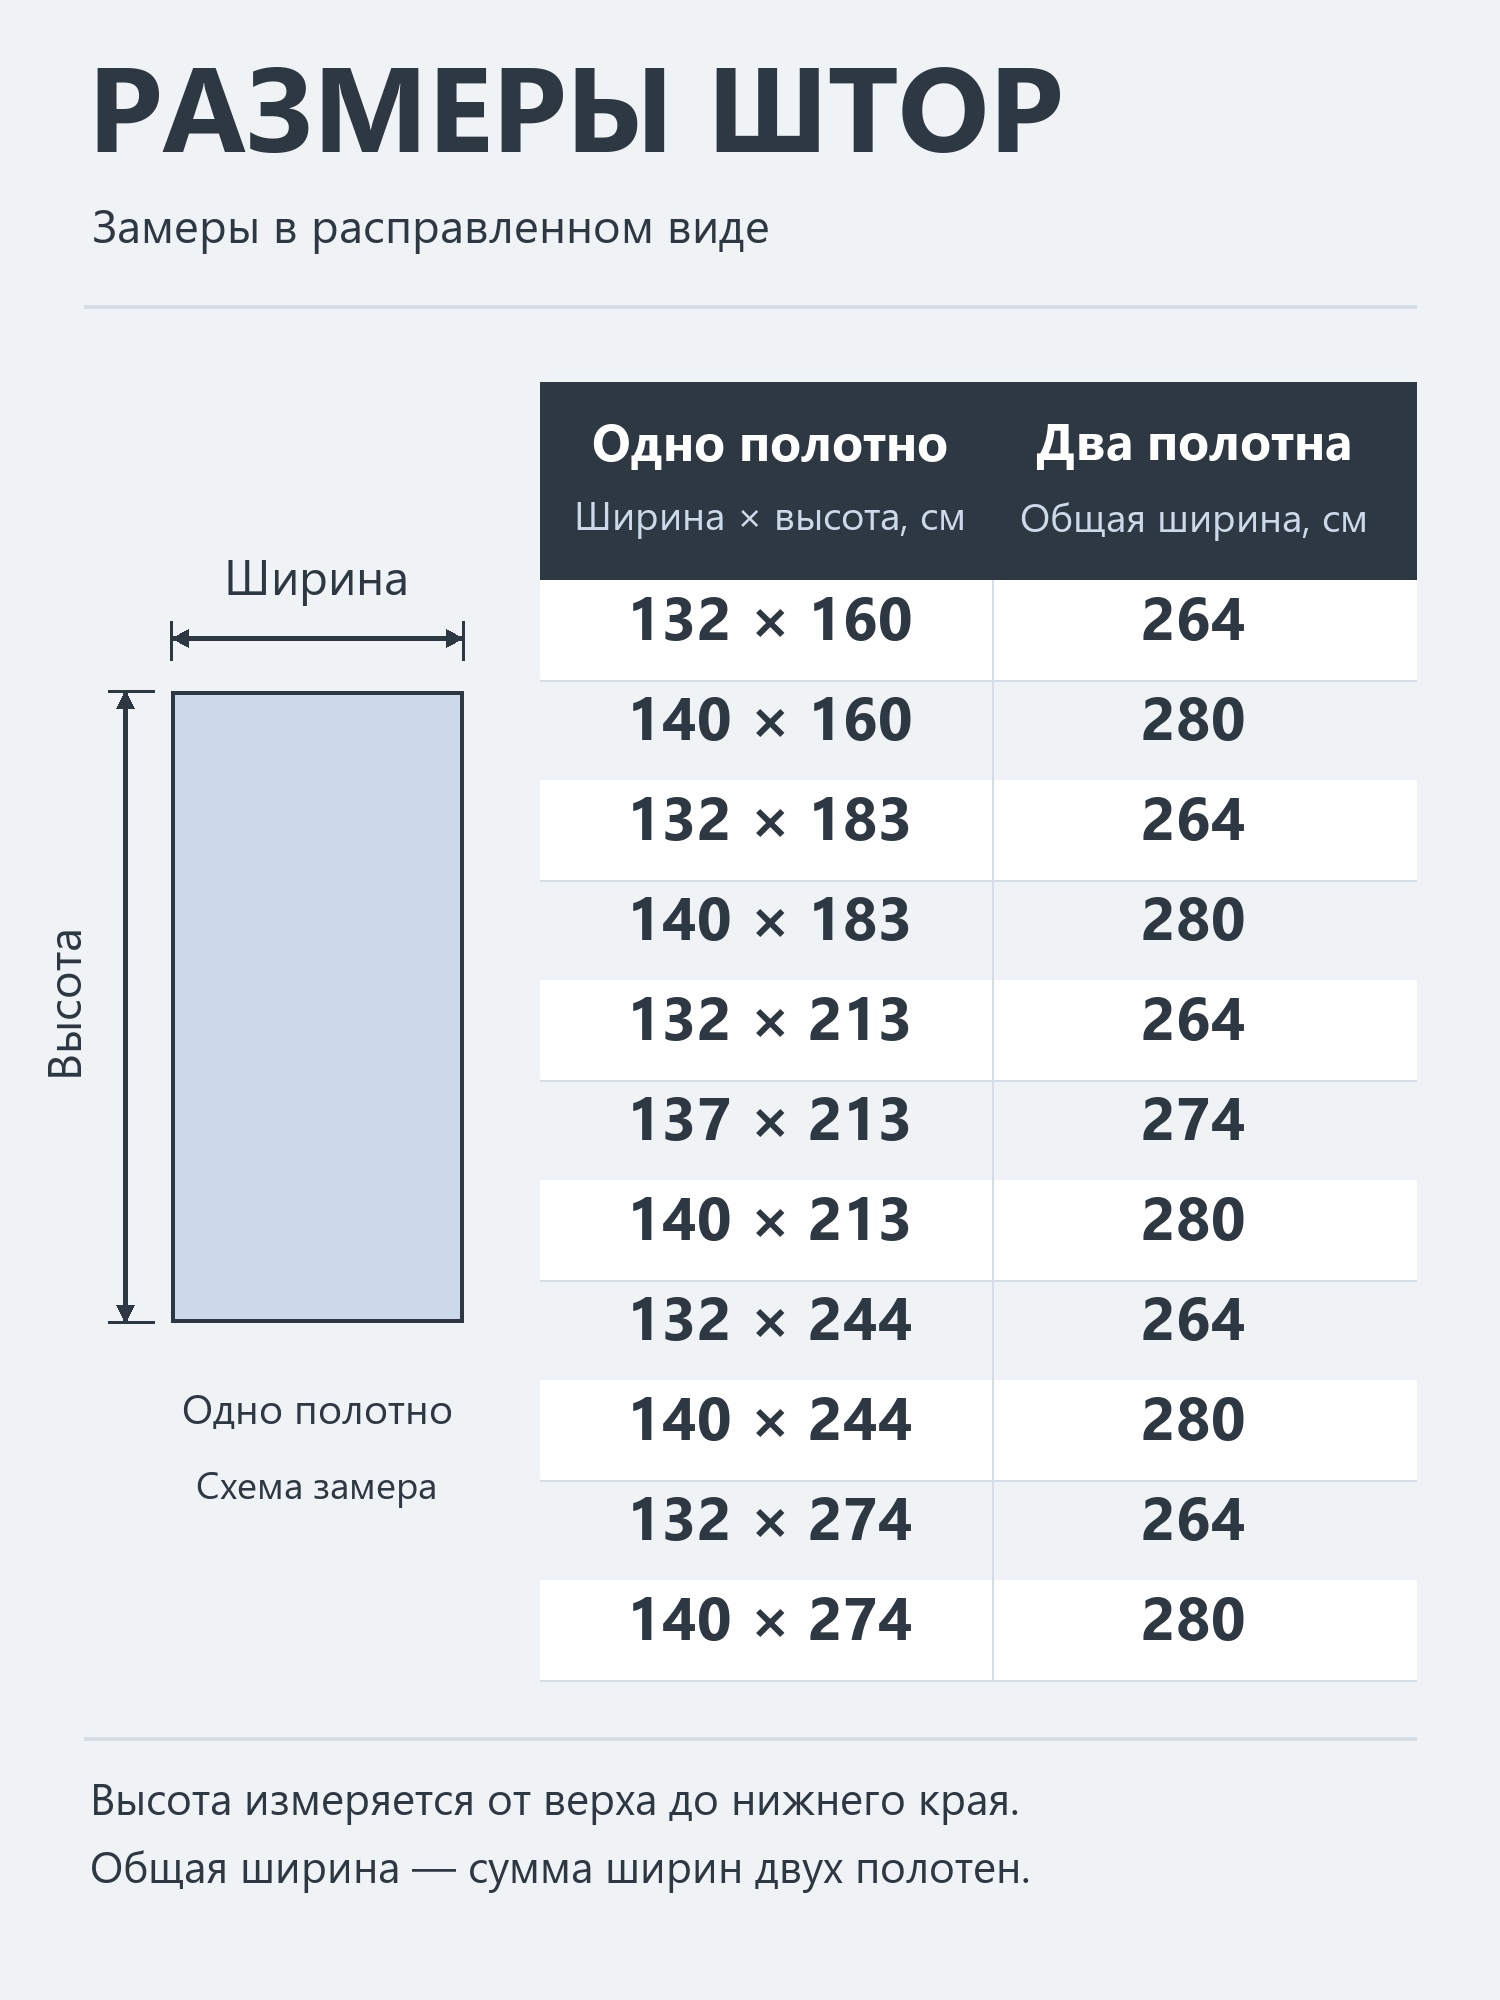 РАЗМЕРЫ ШТОР
Замеры в расправленном виде
Одно полотно Два полотна
Ширина × высота, см Общая ширина, см
Ширина
Высота
132 × 160 264
140 × 160 280
132 × 183 264
140 × 183 280
132 × 213 264
137 × 213 274
140 × 213 280
132 × 244 264
140 × 244 280
132 × 274 264
140 × 274 280
Одно полотно
Схема замера
Высота измеряется от верха до нижнего края.
Общая ширина — сумма ширин двух полотен.